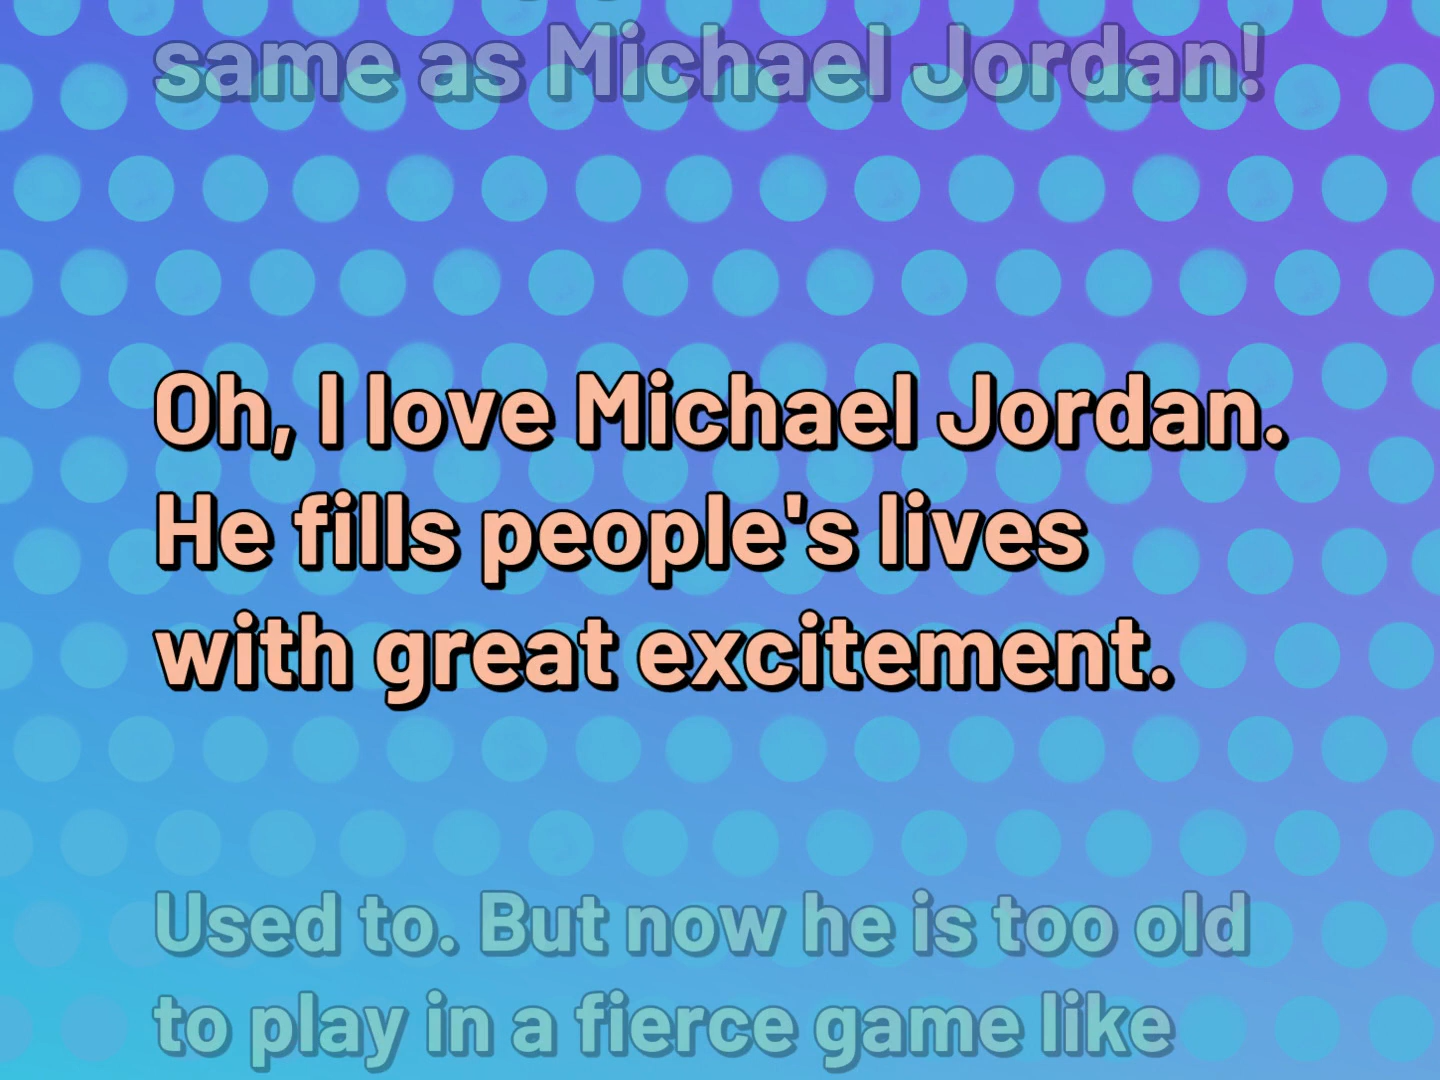 same as Michael Jordan!
Oh, I love Michael Jordan.
He fills people's lives
with great excitement.
Used to. But now he is too old
to play in a fierce game like